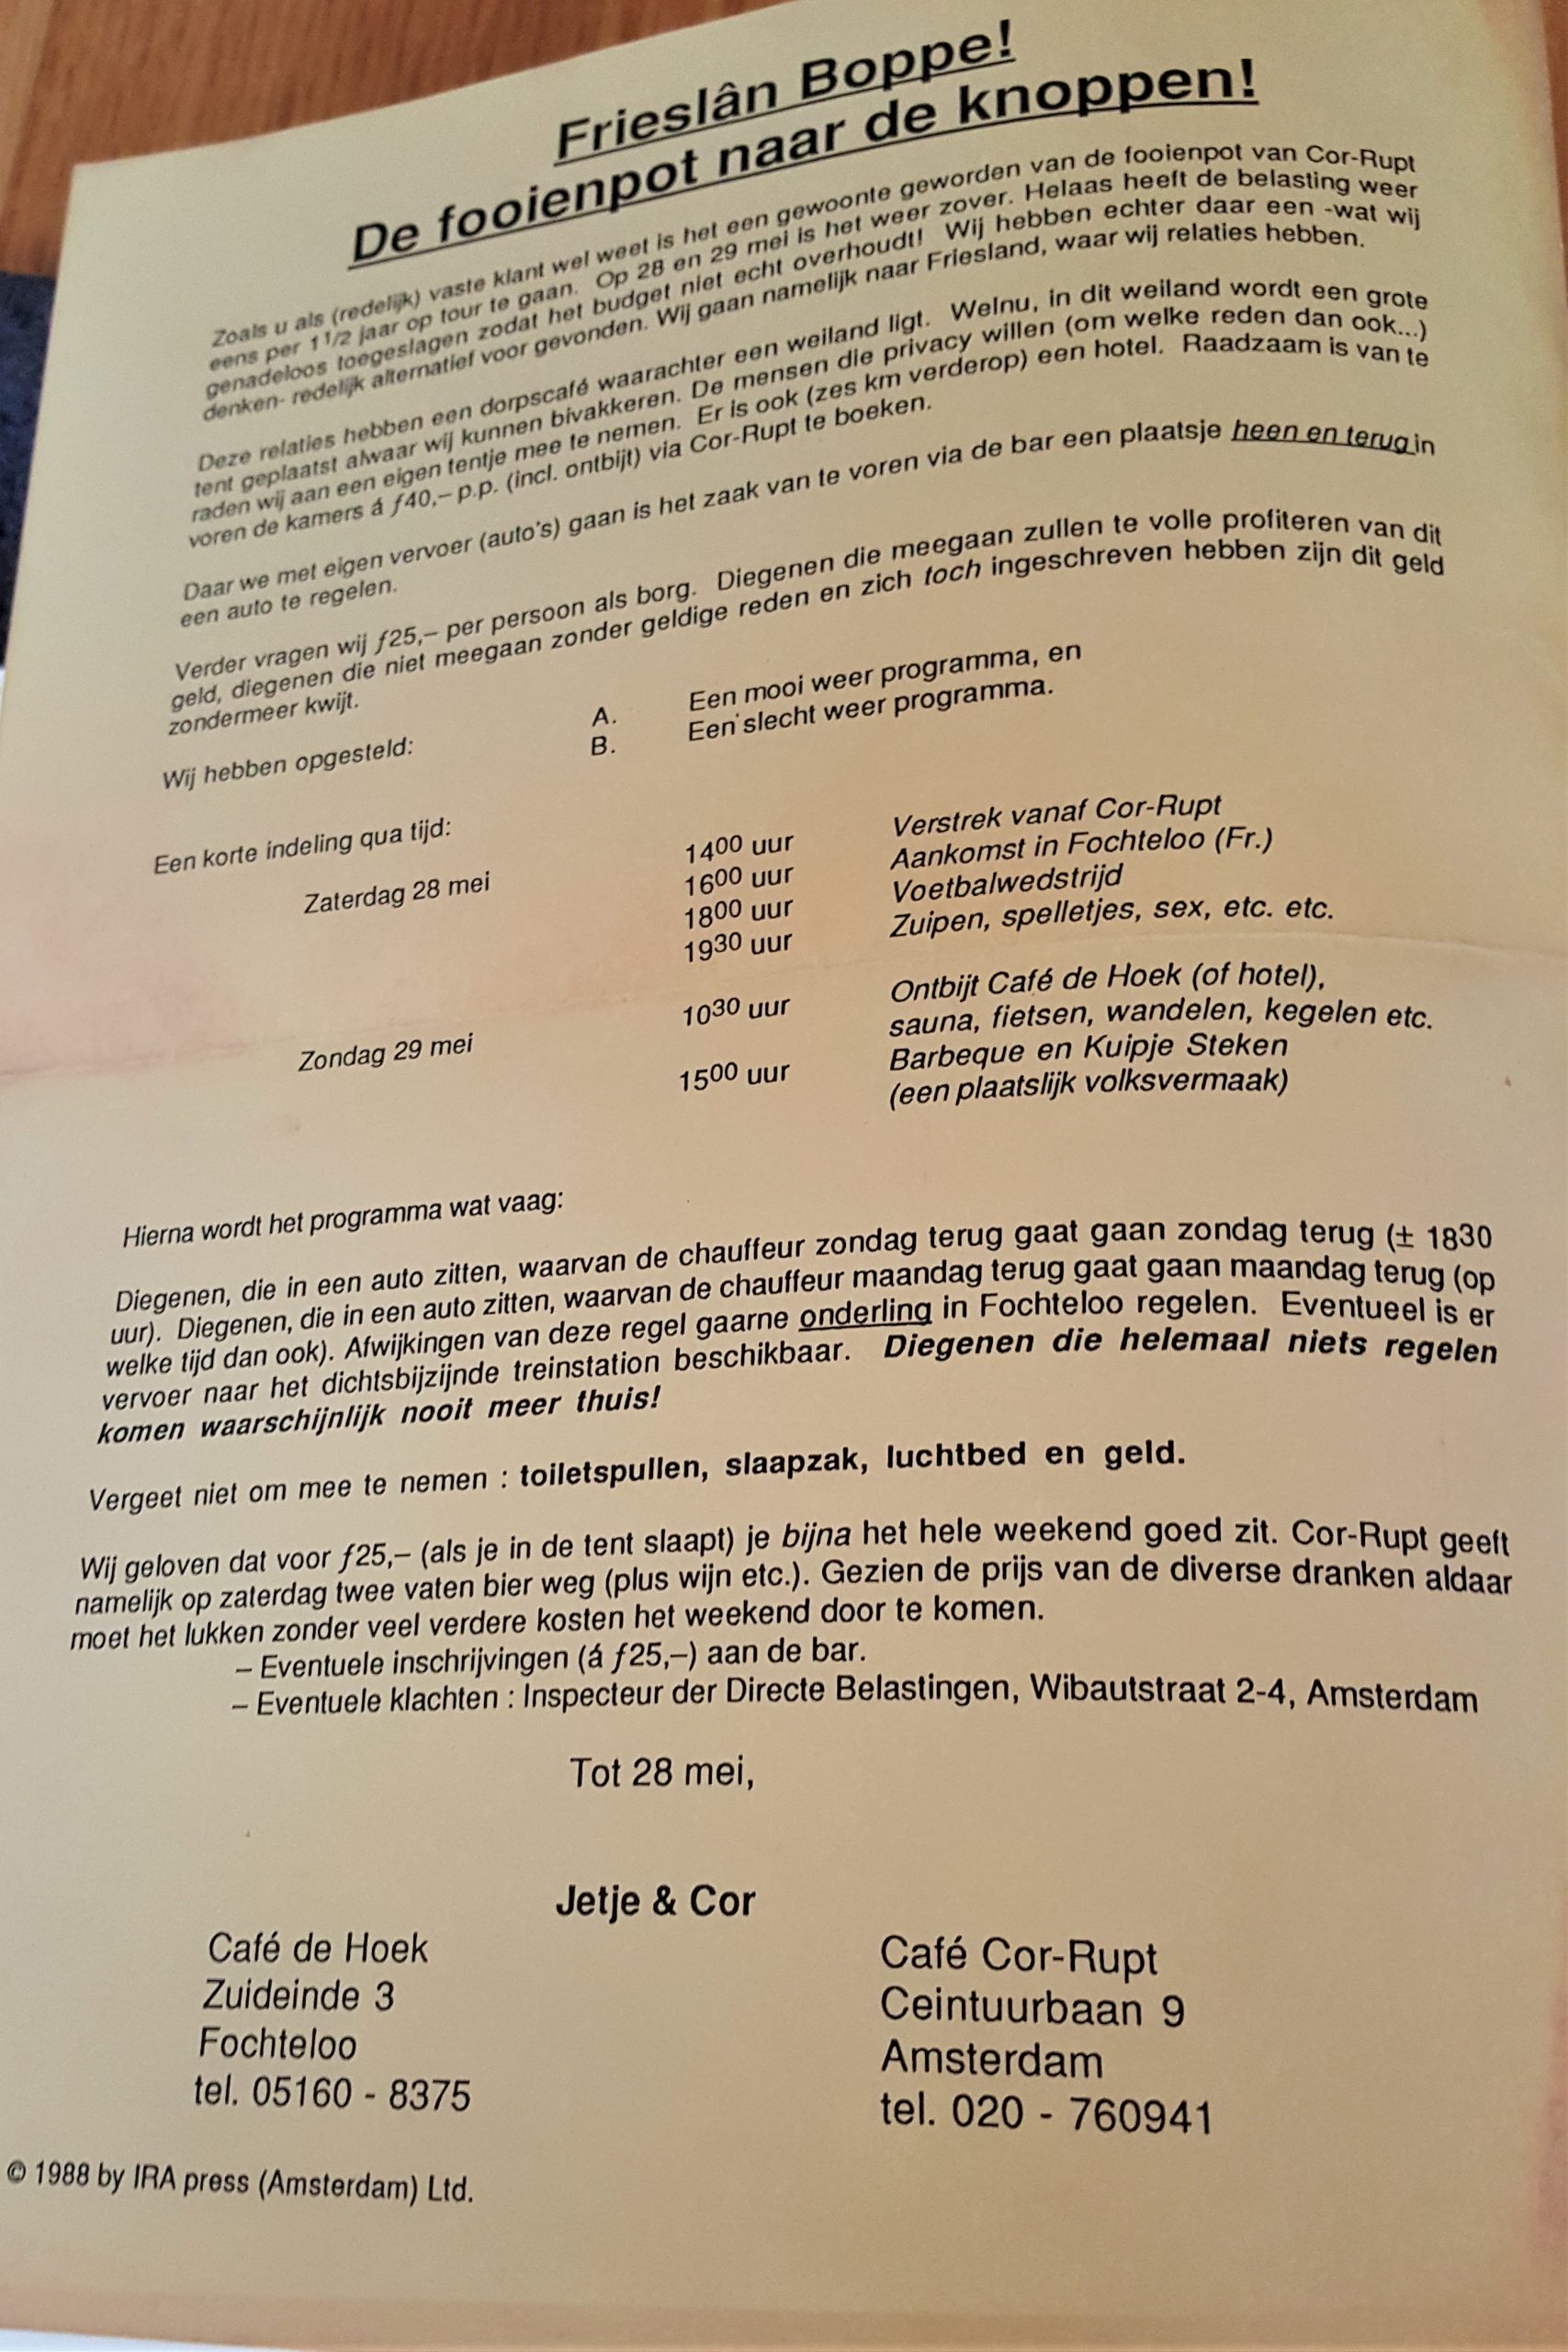 Frieslân Boppe!
De fooienpot naar de knoppen!
Zoals u als (redelijk) vaste klant wel weet is het een gewoonte geworden van de fooienpot van Cor-Rupt
eens per 1 1/2 jaar op tour te gaan. Op 28 en 29 mei is het weer zover. Helaas heeft de belasting weer
genadeloos toegeslagen zodat het budget niet echt overhoudt! Wij hebben echter daar een -wat wij
denken- redelijk alternatief voor gevonden. Wij gaan namelijk naar Friesland, waar wij relaties hebben.
Deze relaties hebben een dorpscafé waarachter een weiland ligt. Welnu, in dit weiland wordt een grote
tent geplaatst alwaar wij kunnen bivakkeren. De mensen die privacy willen (om welke reden dan ook...)
raden wij aan een eigen tentje mee te nemen. Er is ook (zes km verderop) een hotel. Raadzaam is van te
voren de kamers á ƒ40,– p.p. (incl. ontbijt) via Cor-Rupt te boeken.
Daar we met eigen vervoer (auto's) gaan is het zaak van te voren via de bar een plaatsje heen en terug in
een auto te regelen.
Verder vragen wij ƒ25,– per persoon als borg. Diegenen die meegaan zullen te volle profiteren van dit
geld, diegenen die niet meegaan zonder geldige reden en zich toch ingeschreven hebben zijn dit geld
zondermeer kwijt.
Wij hebben opgesteld: A. Een mooi weer programma, en
B. Een slecht weer programma.
Een korte indeling qua tijd:
Zaterdag 28 mei 1400 uur Verstrek vanaf Cor-Rupt
1600 uur Aankomst in Fochteloo (Fr.)
1800 uur Voetbalwedstrijd
1930 uur Zuipen, spelletjes, sex, etc. etc.
Zondag 29 mei 1030 uur Ontbijt Café de Hoek (of hotel),
sauna, fietsen, wandelen, kegelen etc.
1500 uur Barbeque en Kuipje Steken
(een plaatslijk volksvermaak)
Hierna wordt het programma wat vaag:
Diegenen, die in een auto zitten, waarvan de chauffeur zondag terug gaat gaan zondag terug (± 1830
uur). Diegenen, die in een auto zitten, waarvan de chauffeur maandag terug gaat gaan maandag terug (op
welke tijd dan ook). Afwijkingen van deze regel gaarne onderling in Fochteloo regelen. Eventueel is er
vervoer naar het dichtsbijzijnde treinstation beschikbaar. Diegenen die helemaal niets regelen
komen waarschijnlijk nooit meer thuis!
Vergeet niet om mee te nemen : toiletspullen, slaapzak, luchtbed en geld.
Wij geloven dat voor ƒ25,– (als je in de tent slaapt) je bijna het hele weekend goed zit. Cor-Rupt geeft
namelijk op zaterdag twee vaten bier weg (plus wijn etc.). Gezien de prijs van de diverse dranken aldaar
moet het lukken zonder veel verdere kosten het weekend door te komen.
– Eventuele inschrijvingen (á ƒ25,–) aan de bar.
– Eventuele klachten : Inspecteur der Directe Belastingen, Wibautstraat 2-4, Amsterdam
Tot 28 mei,
Jetje & Cor
Café de Hoek
Zuideinde 3
Fochteloo
tel. 05160 - 8375
Café Cor-Rupt
Ceintuurbaan 9
Amsterdam
tel. 020 - 760941
© 1988 by IRA press (Amsterdam) Ltd.